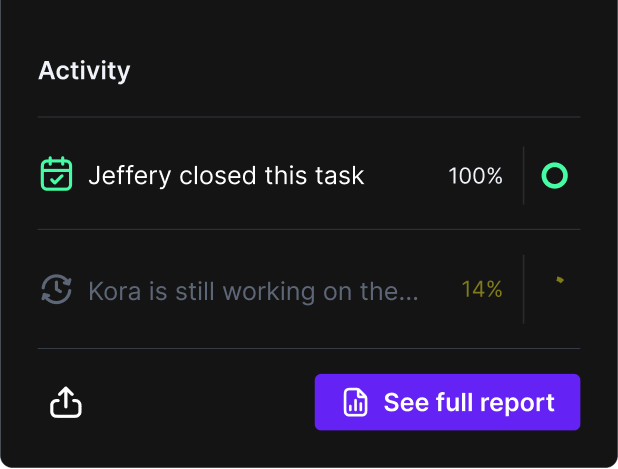 Activity
Jeffery closed this task 100%
Kora is still working on the... 14%
See full report